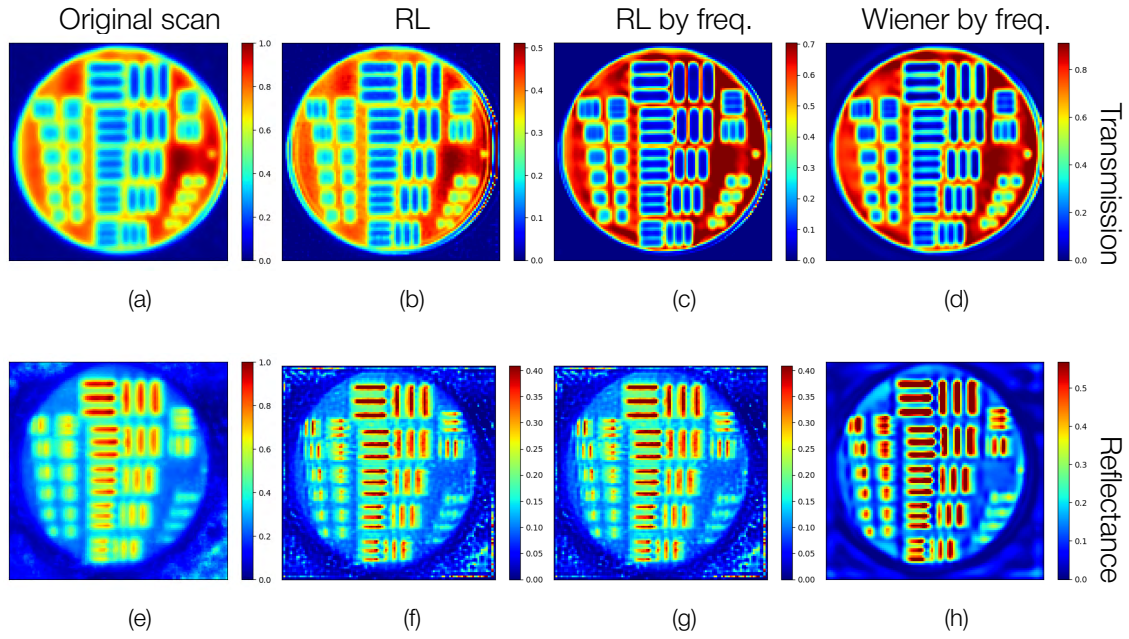 Original scan RL RL by freq. Wiener by freq.
1.0 0.8 0.6 0.4 0.2 0.0
0.5 0.4 0.3 0.2 0.1 0.0
0.7 0.6 0.5 0.4 0.3 0.2 0.1 0.0
0.8 0.6 0.4 0.2 0.0
Transmission
(a) (b) (c) (d)
1.0 0.8 0.6 0.4 0.2 0.0
0.40 0.35 0.30 0.25 0.20 0.15 0.10 0.05 0.00
0.40 0.35 0.30 0.25 0.20 0.15 0.10 0.05 0.00
0.5 0.4 0.3 0.2 0.1 0.0
Reflectance
(e) (f) (g) (h)